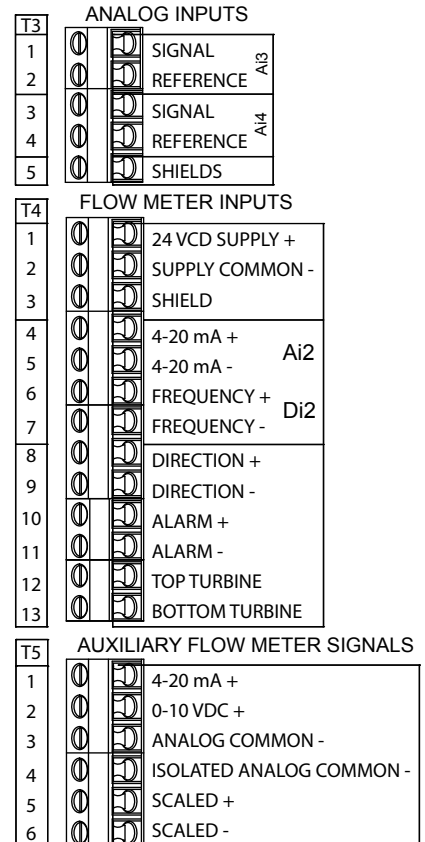 ANALOG INPUTS
T3
1 SIGNAL
2 REFERENCE
Ai3
3 SIGNAL
4 REFERENCE
Ai4
5 SHIELDS
FLOW METER INPUTS
T4
1 24 VCD SUPPLY +
2 SUPPLY COMMON -
3 SHIELD
4 4-20 mA +
5 4-20 mA -
Ai2
6 FREQUENCY +
7 FREQUENCY -
Di2
8 DIRECTION +
9 DIRECTION -
10 ALARM +
11 ALARM -
12 TOP TURBINE
13 BOTTOM TURBINE
AUXILIARY FLOW METER SIGNALS
T5
1 4-20 mA +
2 0-10 VDC +
3 ANALOG COMMON -
4 ISOLATED ANALOG COMMON -
5 SCALED +
6 SCALED -